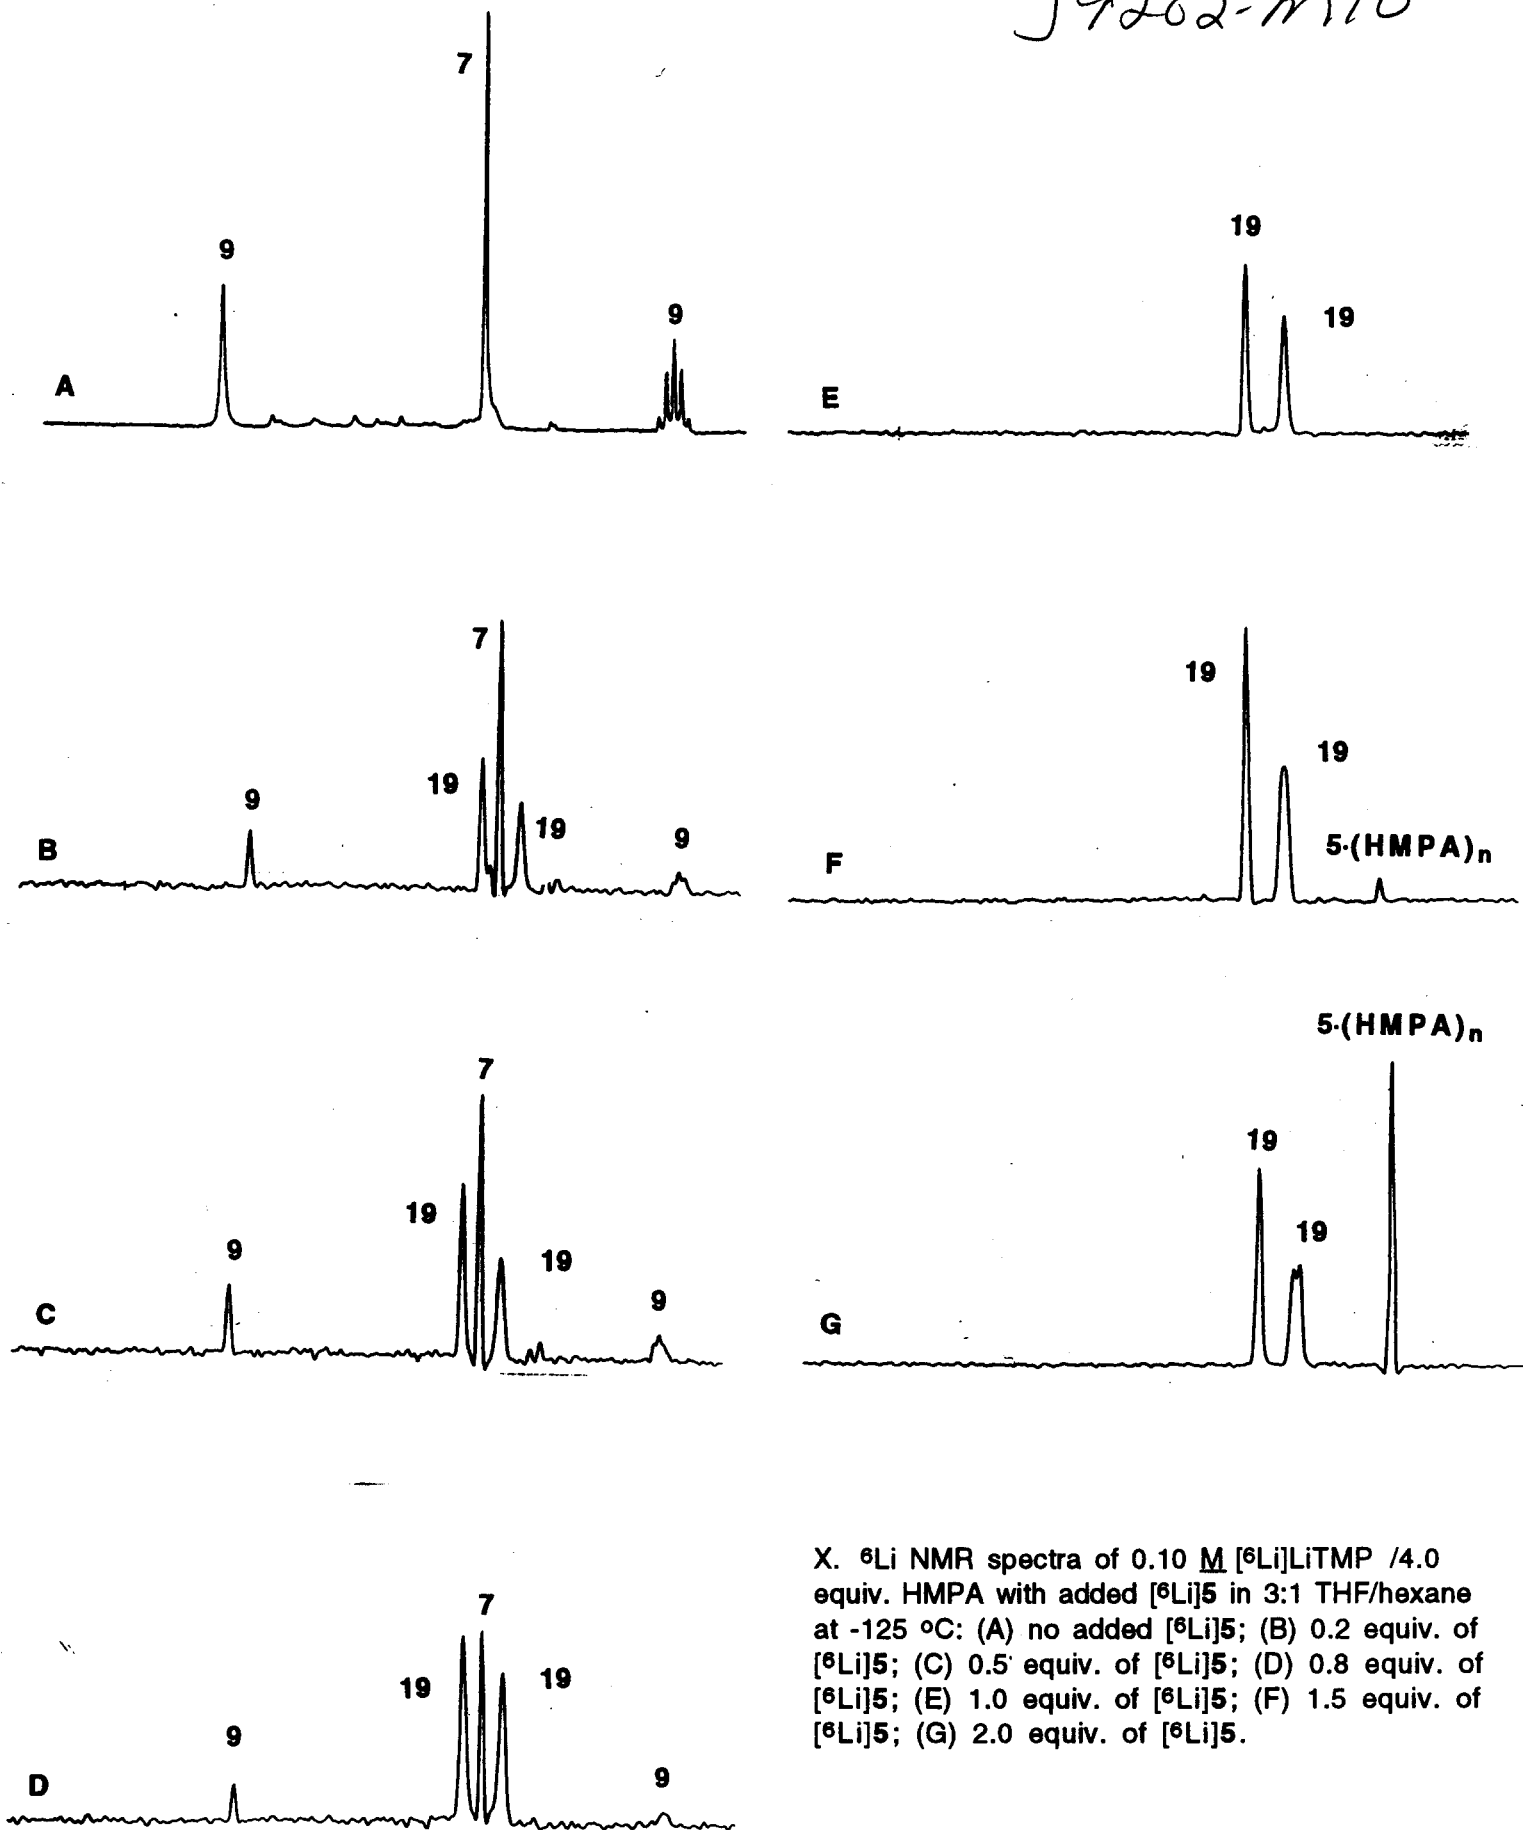 J9202-M10
7
9
9
A
19
19
E
7
19
19
9
9
B
19
19
5·(HMPA)n
F
7
19
19
9
9
C
5·(HMPA)n
19
19
G
7
19
19
9
9
D
X. ⁶Li NMR spectra of 0.10 M [⁶Li]LiTMP /4.0
equiv. HMPA with added [⁶Li]5 in 3:1 THF/hexane
at -125 ºC: (A) no added [⁶Li]5; (B) 0.2 equiv. of
[⁶Li]5; (C) 0.5 equiv. of [⁶Li]5; (D) 0.8 equiv. of
[⁶Li]5; (E) 1.0 equiv. of [⁶Li]5; (F) 1.5 equiv. of
[⁶Li]5; (G) 2.0 equiv. of [⁶Li]5.